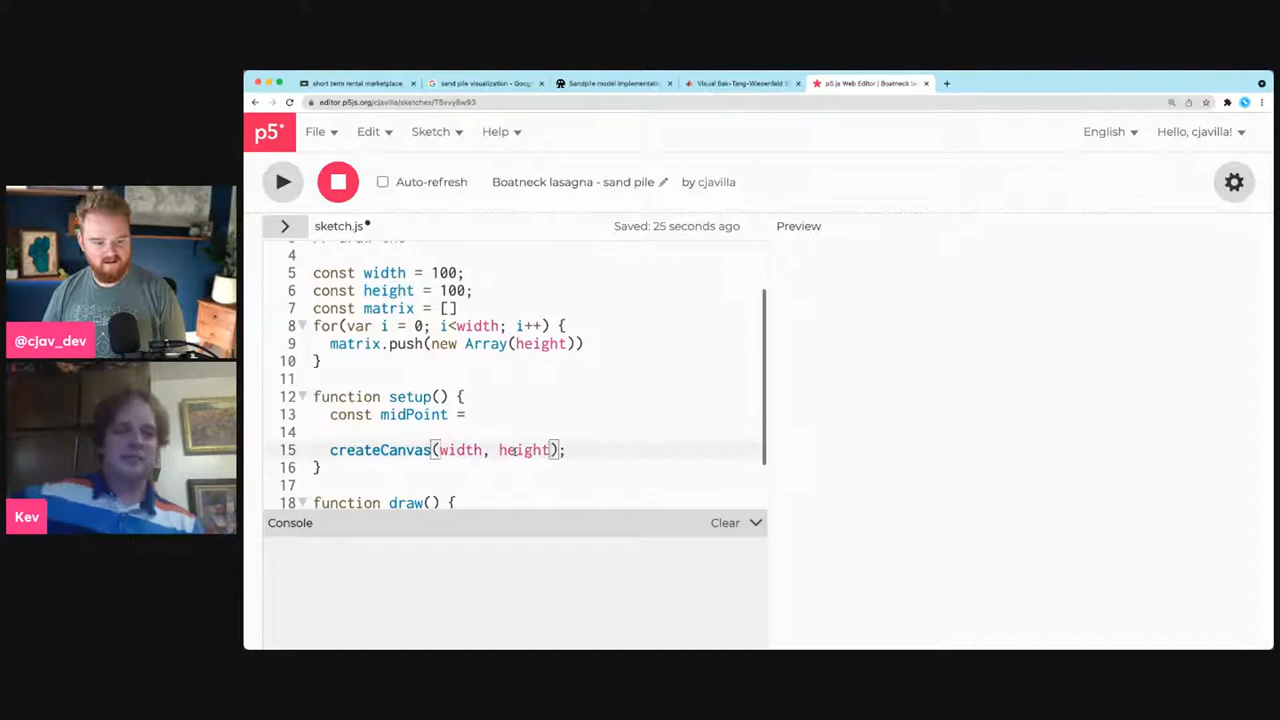 short term rental marketplace
sand pile visualization - Goog
Sandpile model implementatio
Visual Bak-Tang-Wiesenfeld S
p5.js Web Editor | Boatneck la
editor.p5js.org/cjavilla/sketches/
p5*
File
Edit
Sketch
Help
English
Hello, cjavilla!
Auto-refresh
Boatneck lasagna - sand pile
by cjavilla
sketch.js
Saved: 25 seconds ago
Preview
4
5 const width = 100;
6 const height = 100;
7 const matrix = []
8 for(var i = 0; i<width; i++) {
9 matrix.push(new Array(height))
10 }
11
12 function setup() {
13 const midPoint =
14
15 createCanvas(width, height);
16 }
17
18 function draw() {
Console
Clear
@cjav_dev
Kev